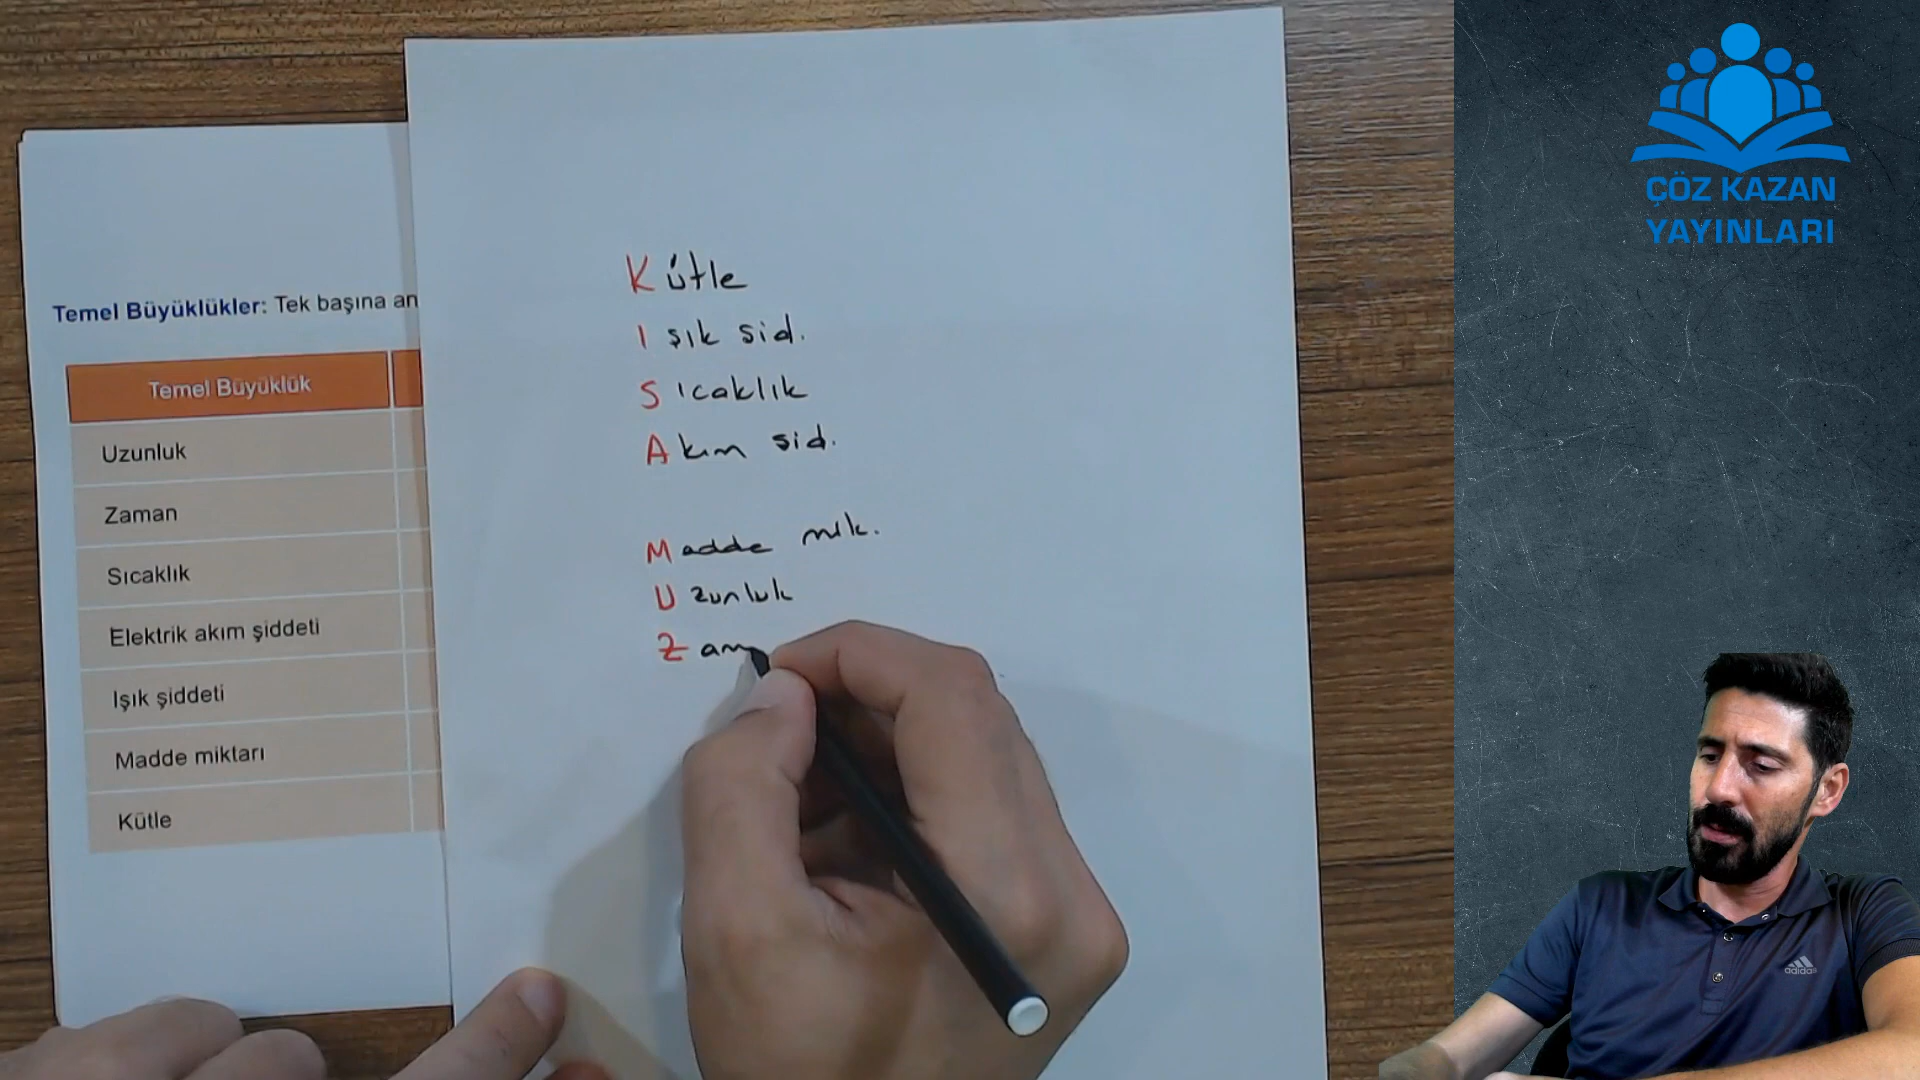 Temel Büyüklükler: Tek başına an
Temel Büyüklük
Uzunluk
Zaman
Sıcaklık
Elektrik akım şiddeti
Işık şiddeti
Madde miktarı
Kütle
Kütle
Işık şid.
Sıcaklık
Akım şid.
Madde mik.
Uzunluk
Zam
ÇÖZ KAZAN
YAYINLARI
adidas